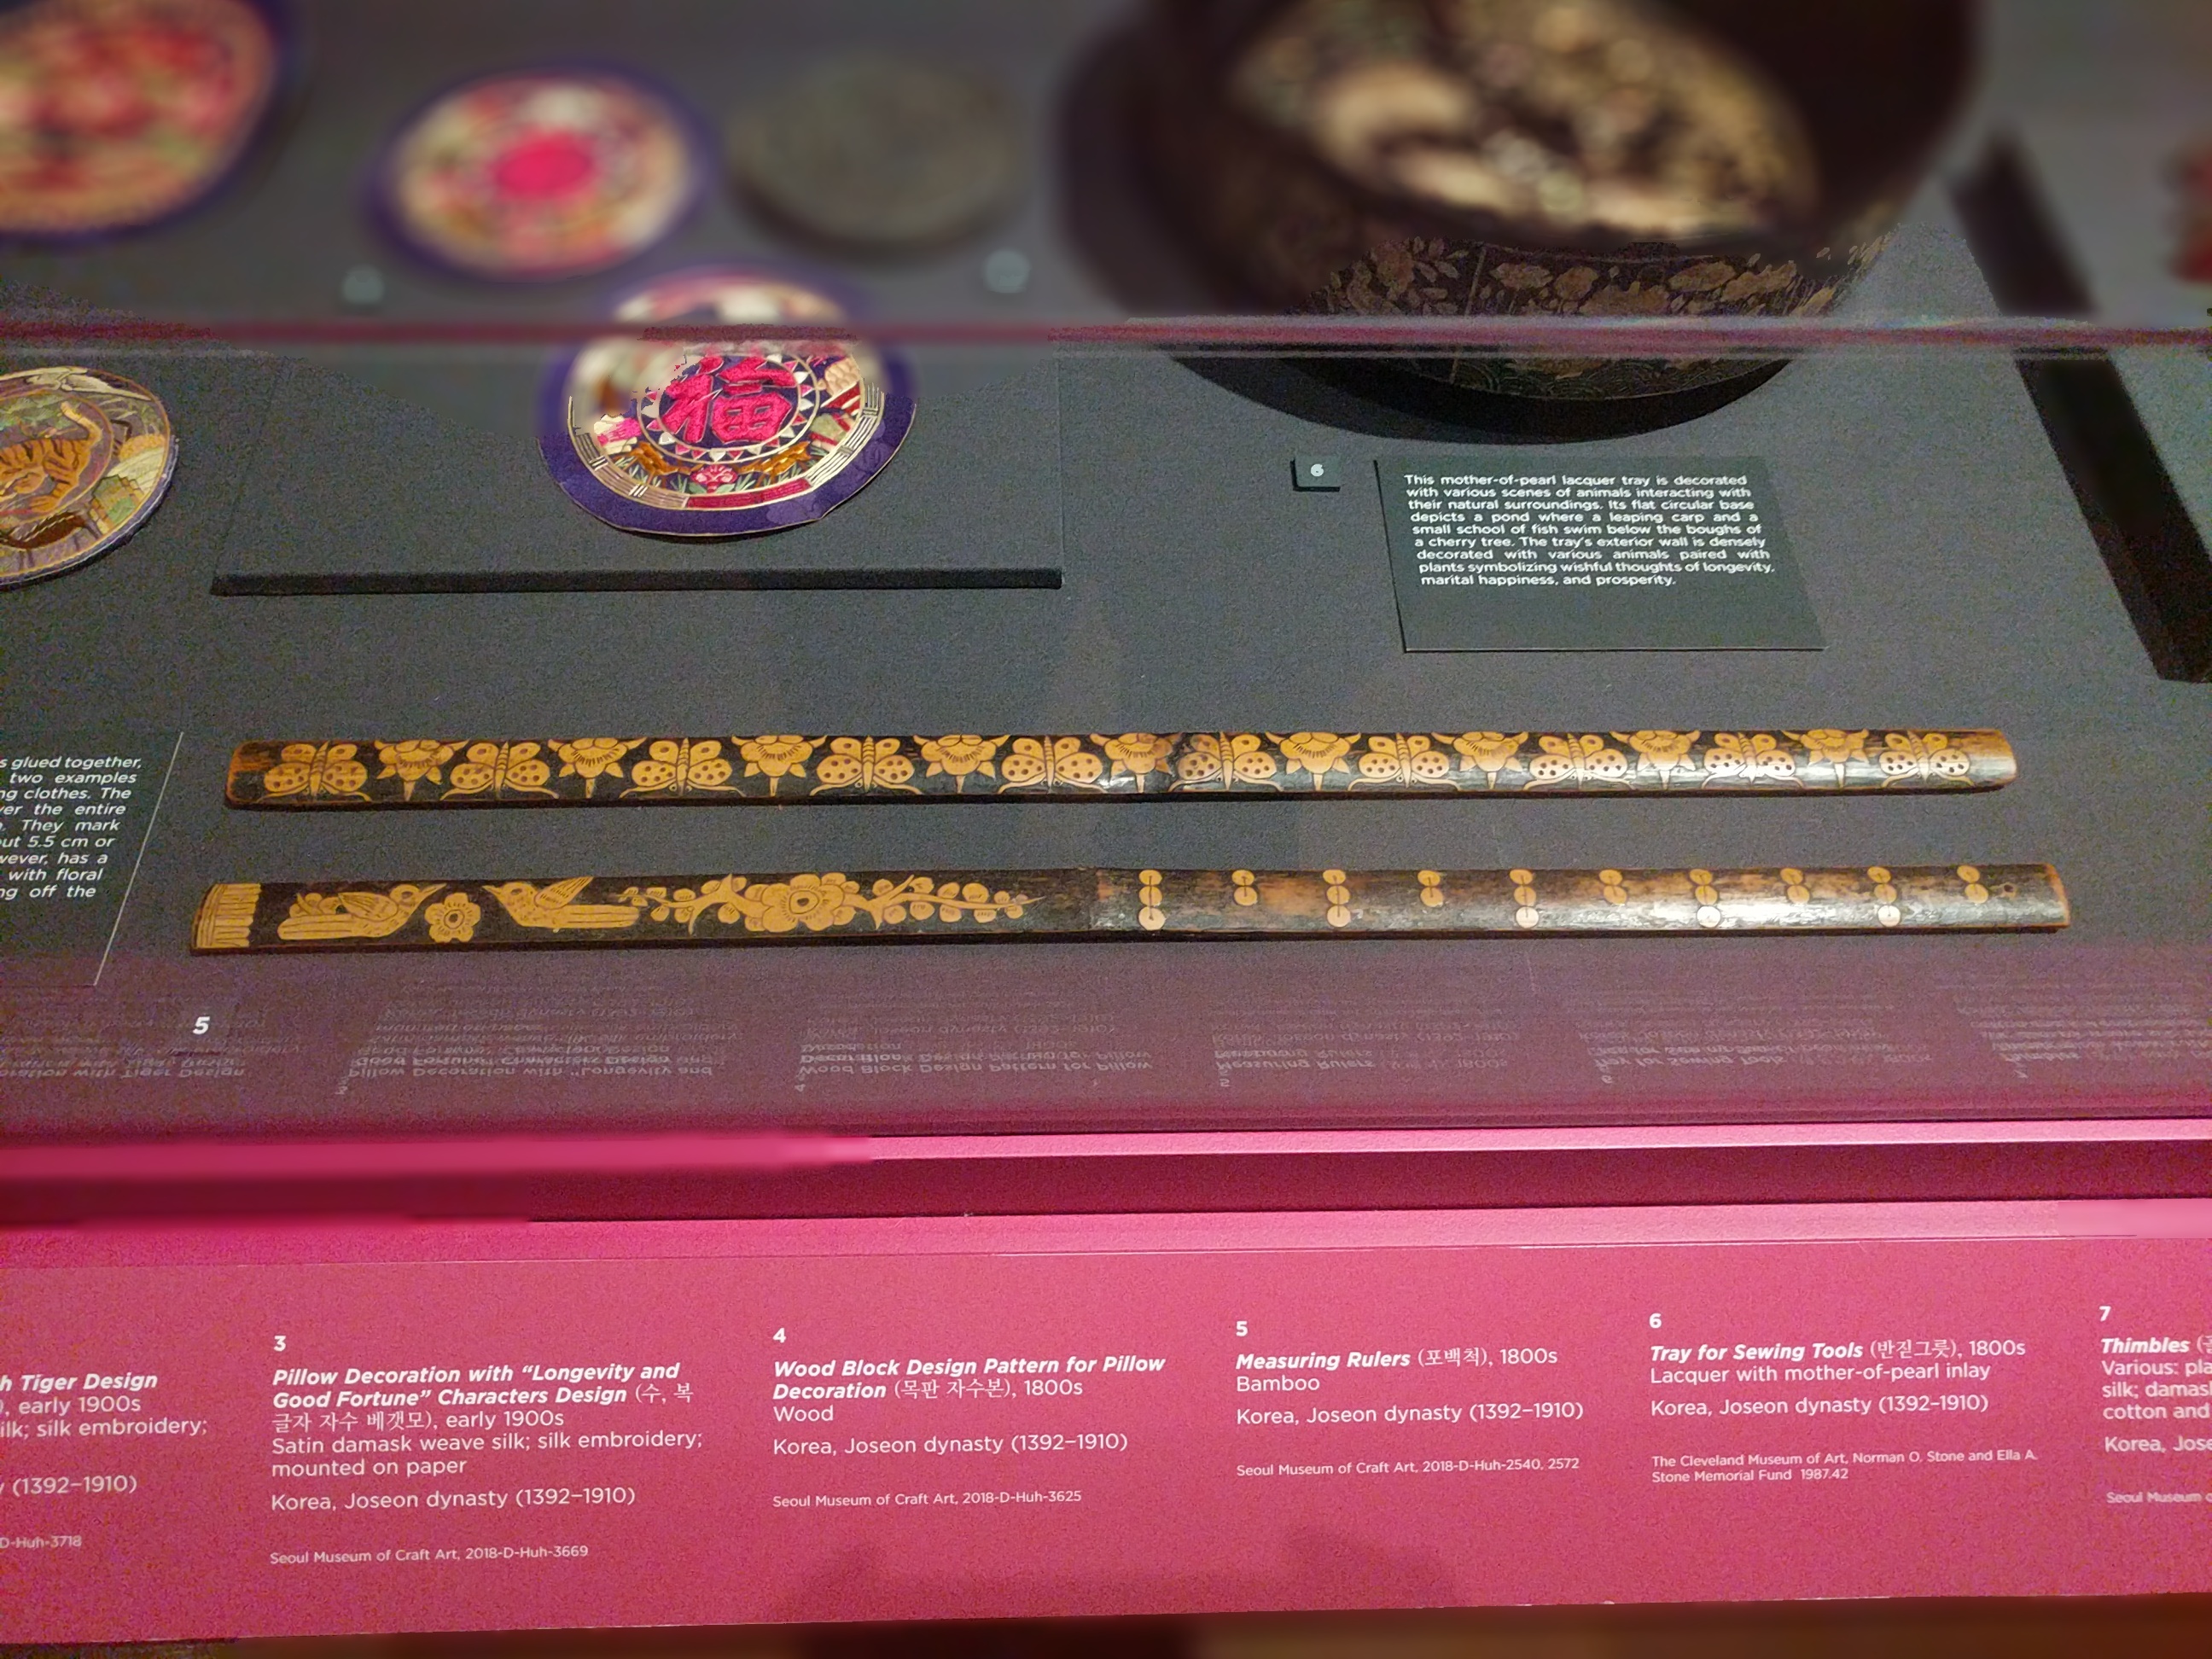 福
6
This mother-of-pearl lacquer tray is decorated
with various scenes of animals interacting with
their natural surroundings. Its flat circular base
depicts a pond where a leaping carp and a
small school of fish swim below the boughs of
a cherry tree. The tray's exterior wall is densely
decorated with various animals paired with
plants symbolizing wishful thoughts of longevity,
marital happiness, and prosperity.
s glued together,
two examples
ng clothes. The
ver the entire
. They mark
out 5.5 cm or
wever, has a
with floral
ng off the
5
h Tiger Design
), early 1900s
ilk; silk embroidery;
y (1392–1910)
D-Huh-3718
3
Pillow Decoration with “Longevity and
Good Fortune” Characters Design (수, 복
글자 자수 베갯모), early 1900s
Satin damask weave silk; silk embroidery;
mounted on paper
Korea, Joseon dynasty (1392–1910)
Seoul Museum of Craft Art, 2018-D-Huh-3669
4
Wood Block Design Pattern for Pillow
Decoration (목판 자수본), 1800s
Wood
Korea, Joseon dynasty (1392–1910)
Seoul Museum of Craft Art, 2018-D-Huh-3625
5
Measuring Rulers (포백척), 1800s
Bamboo
Korea, Joseon dynasty (1392–1910)
Seoul Museum of Craft Art, 2018-D-Huh-2540, 2572
6
Tray for Sewing Tools (반짇그릇), 1800s
Lacquer with mother-of-pearl inlay
Korea, Joseon dynasty (1392–1910)
The Cleveland Museum of Art, Norman O. Stone and Ella A.
Stone Memorial Fund 1987.42
7
Thimbles (골
Various: pla
silk; damas
cotton and
Korea, Jose
Seoul Museum o